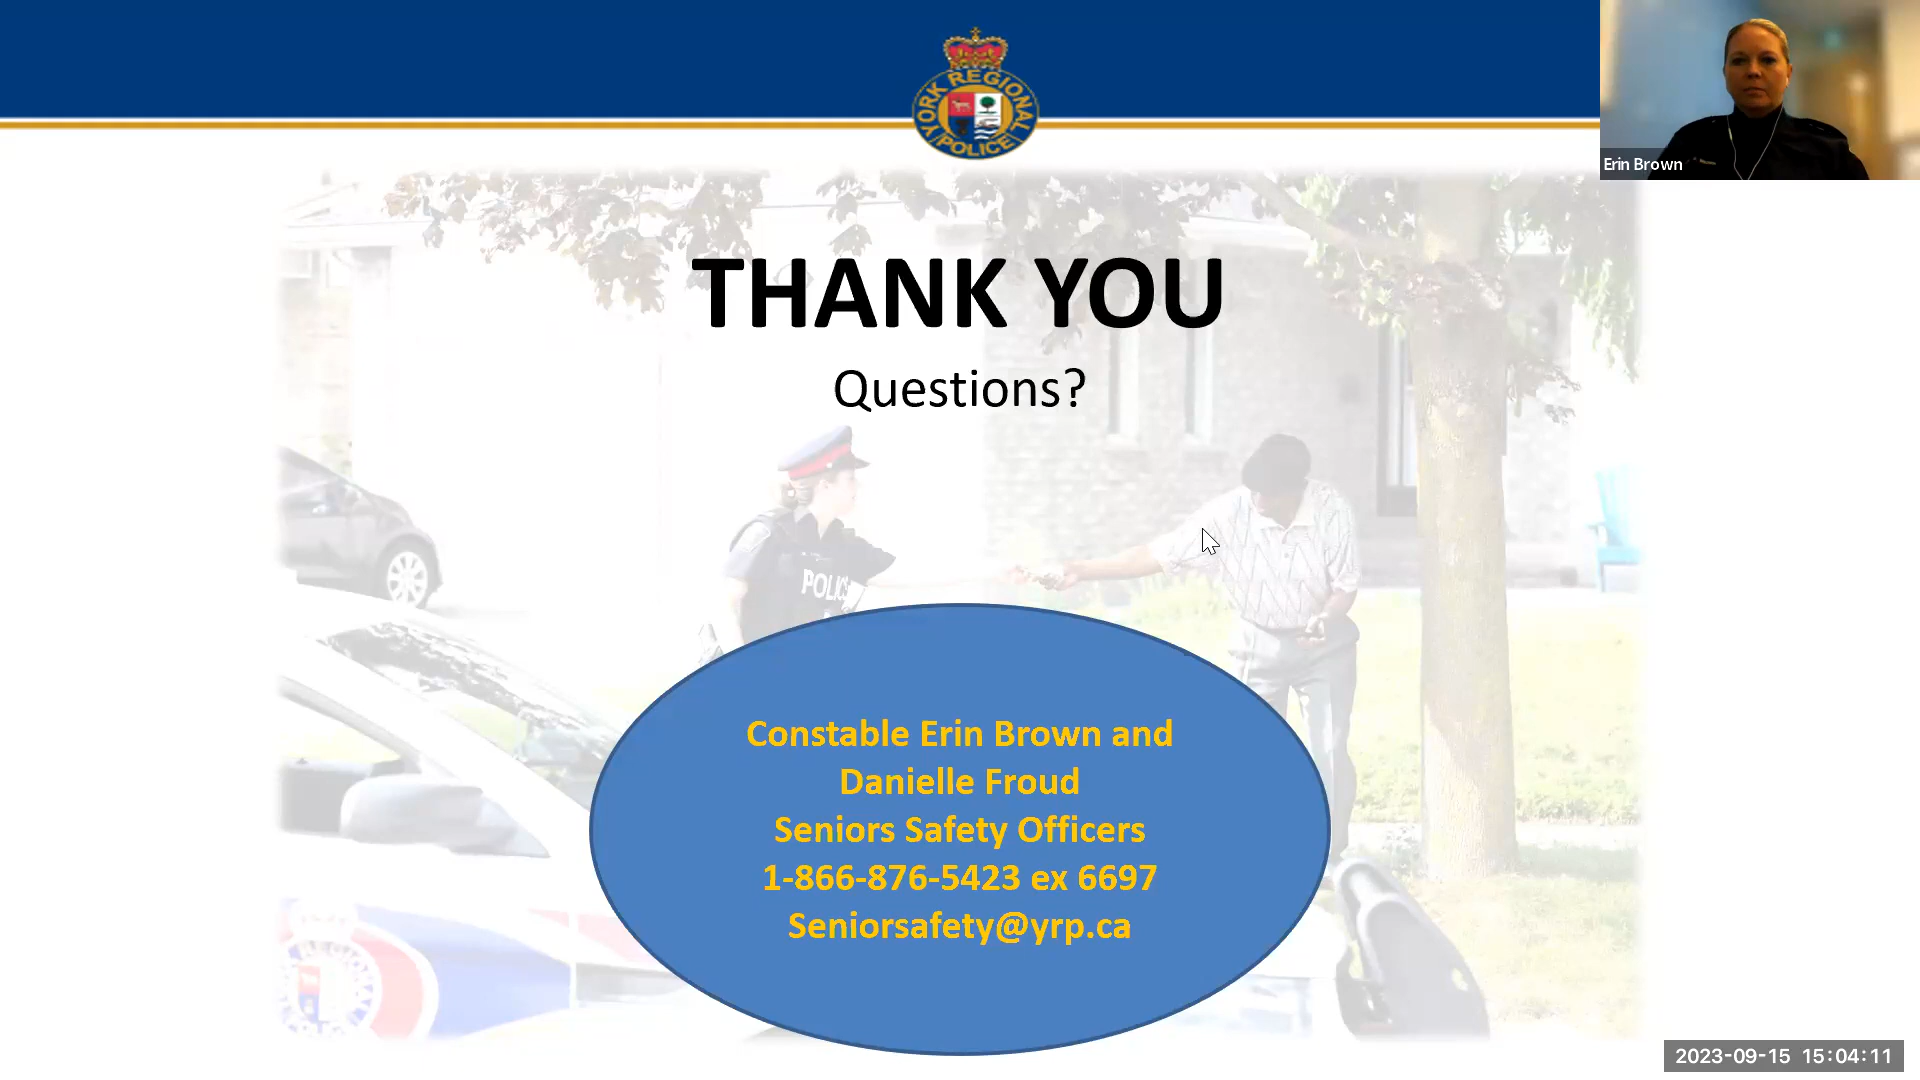 YORK REGIONAL
POLICE
Erin Brown
THANK YOU
Questions?
POLICE
Constable Erin Brown and
Danielle Froud
Seniors Safety Officers
1-866-876-5423 ex 6697
Seniorsafety@yrp.ca
REGIONAL
2023-09-15 15:04:11